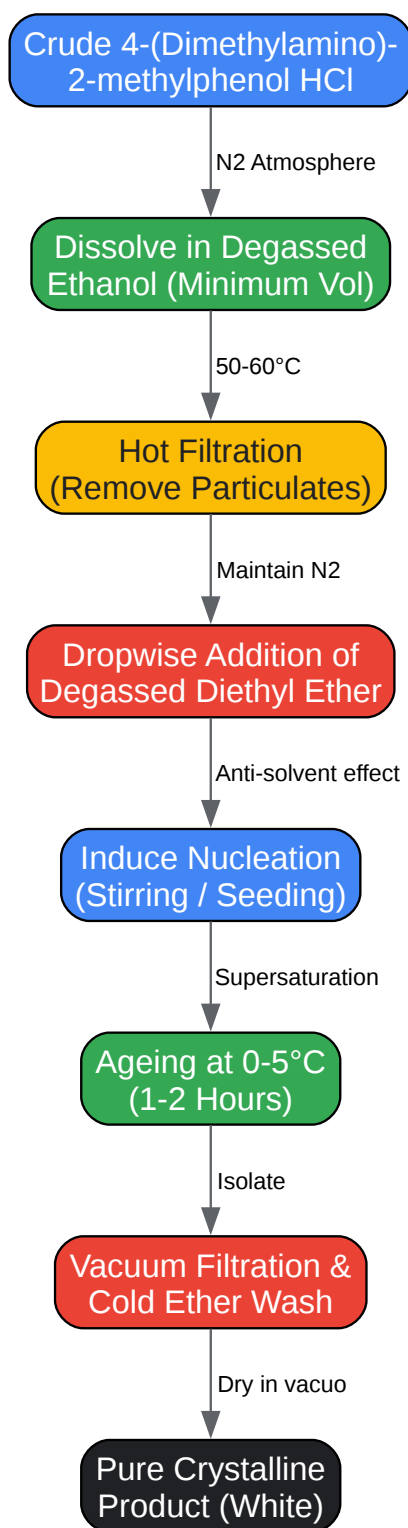 Crude 4-(Dimethylamino)-
2-methylphenol HCl
N2 Atmosphere
Dissolve in Degassed
Ethanol (Minimum Vol)
50-60°C
Hot Filtration
(Remove Particulates)
Maintain N2
Dropwise Addition of
Degassed Diethyl Ether
Anti-solvent effect
Induce Nucleation
(Stirring / Seeding)
Supersaturation
Ageing at 0-5°C
(1-2 Hours)
Isolate
Vacuum Filtration &
Cold Ether Wash
Dry in vacuo
Pure Crystalline
Product (White)